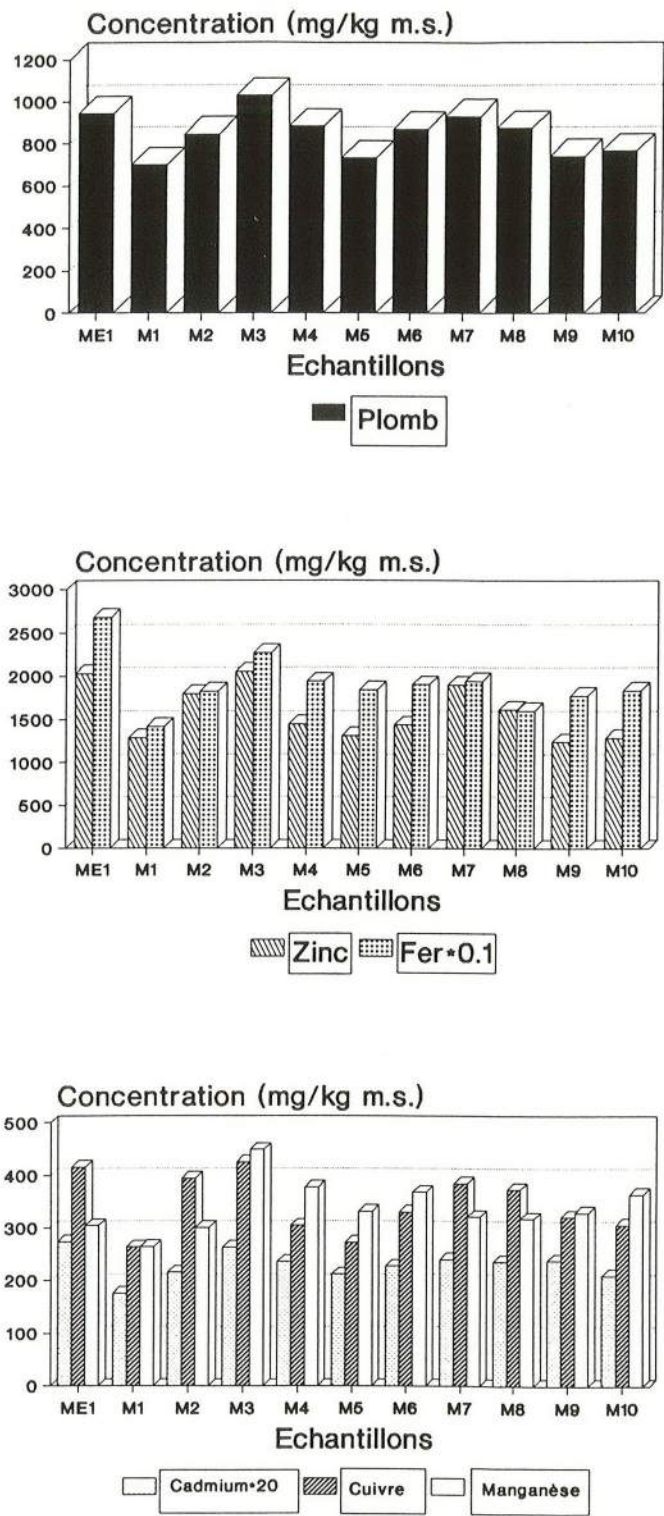 Concentration (mg/kg m.s.)
1200
1000
800
600
400
200
0
ME1 M1 M2 M3 M4 M5 M6 M7 M8 M9 M10
Echantillons
Plomb
Concentration (mg/kg m.s.)
3000
2500
2000
1500
1000
500
0
ME1 M1 M2 M3 M4 M5 M6 M7 M8 M9 M10
Echantillons
Zinc Fer*0.1
Concentration (mg/kg m.s.)
500
400
300
200
100
0
ME1 M1 M2 M3 M4 M5 M6 M7 M8 M9 M10
Echantillons
Cadmium*20 Cuivre Manganèse